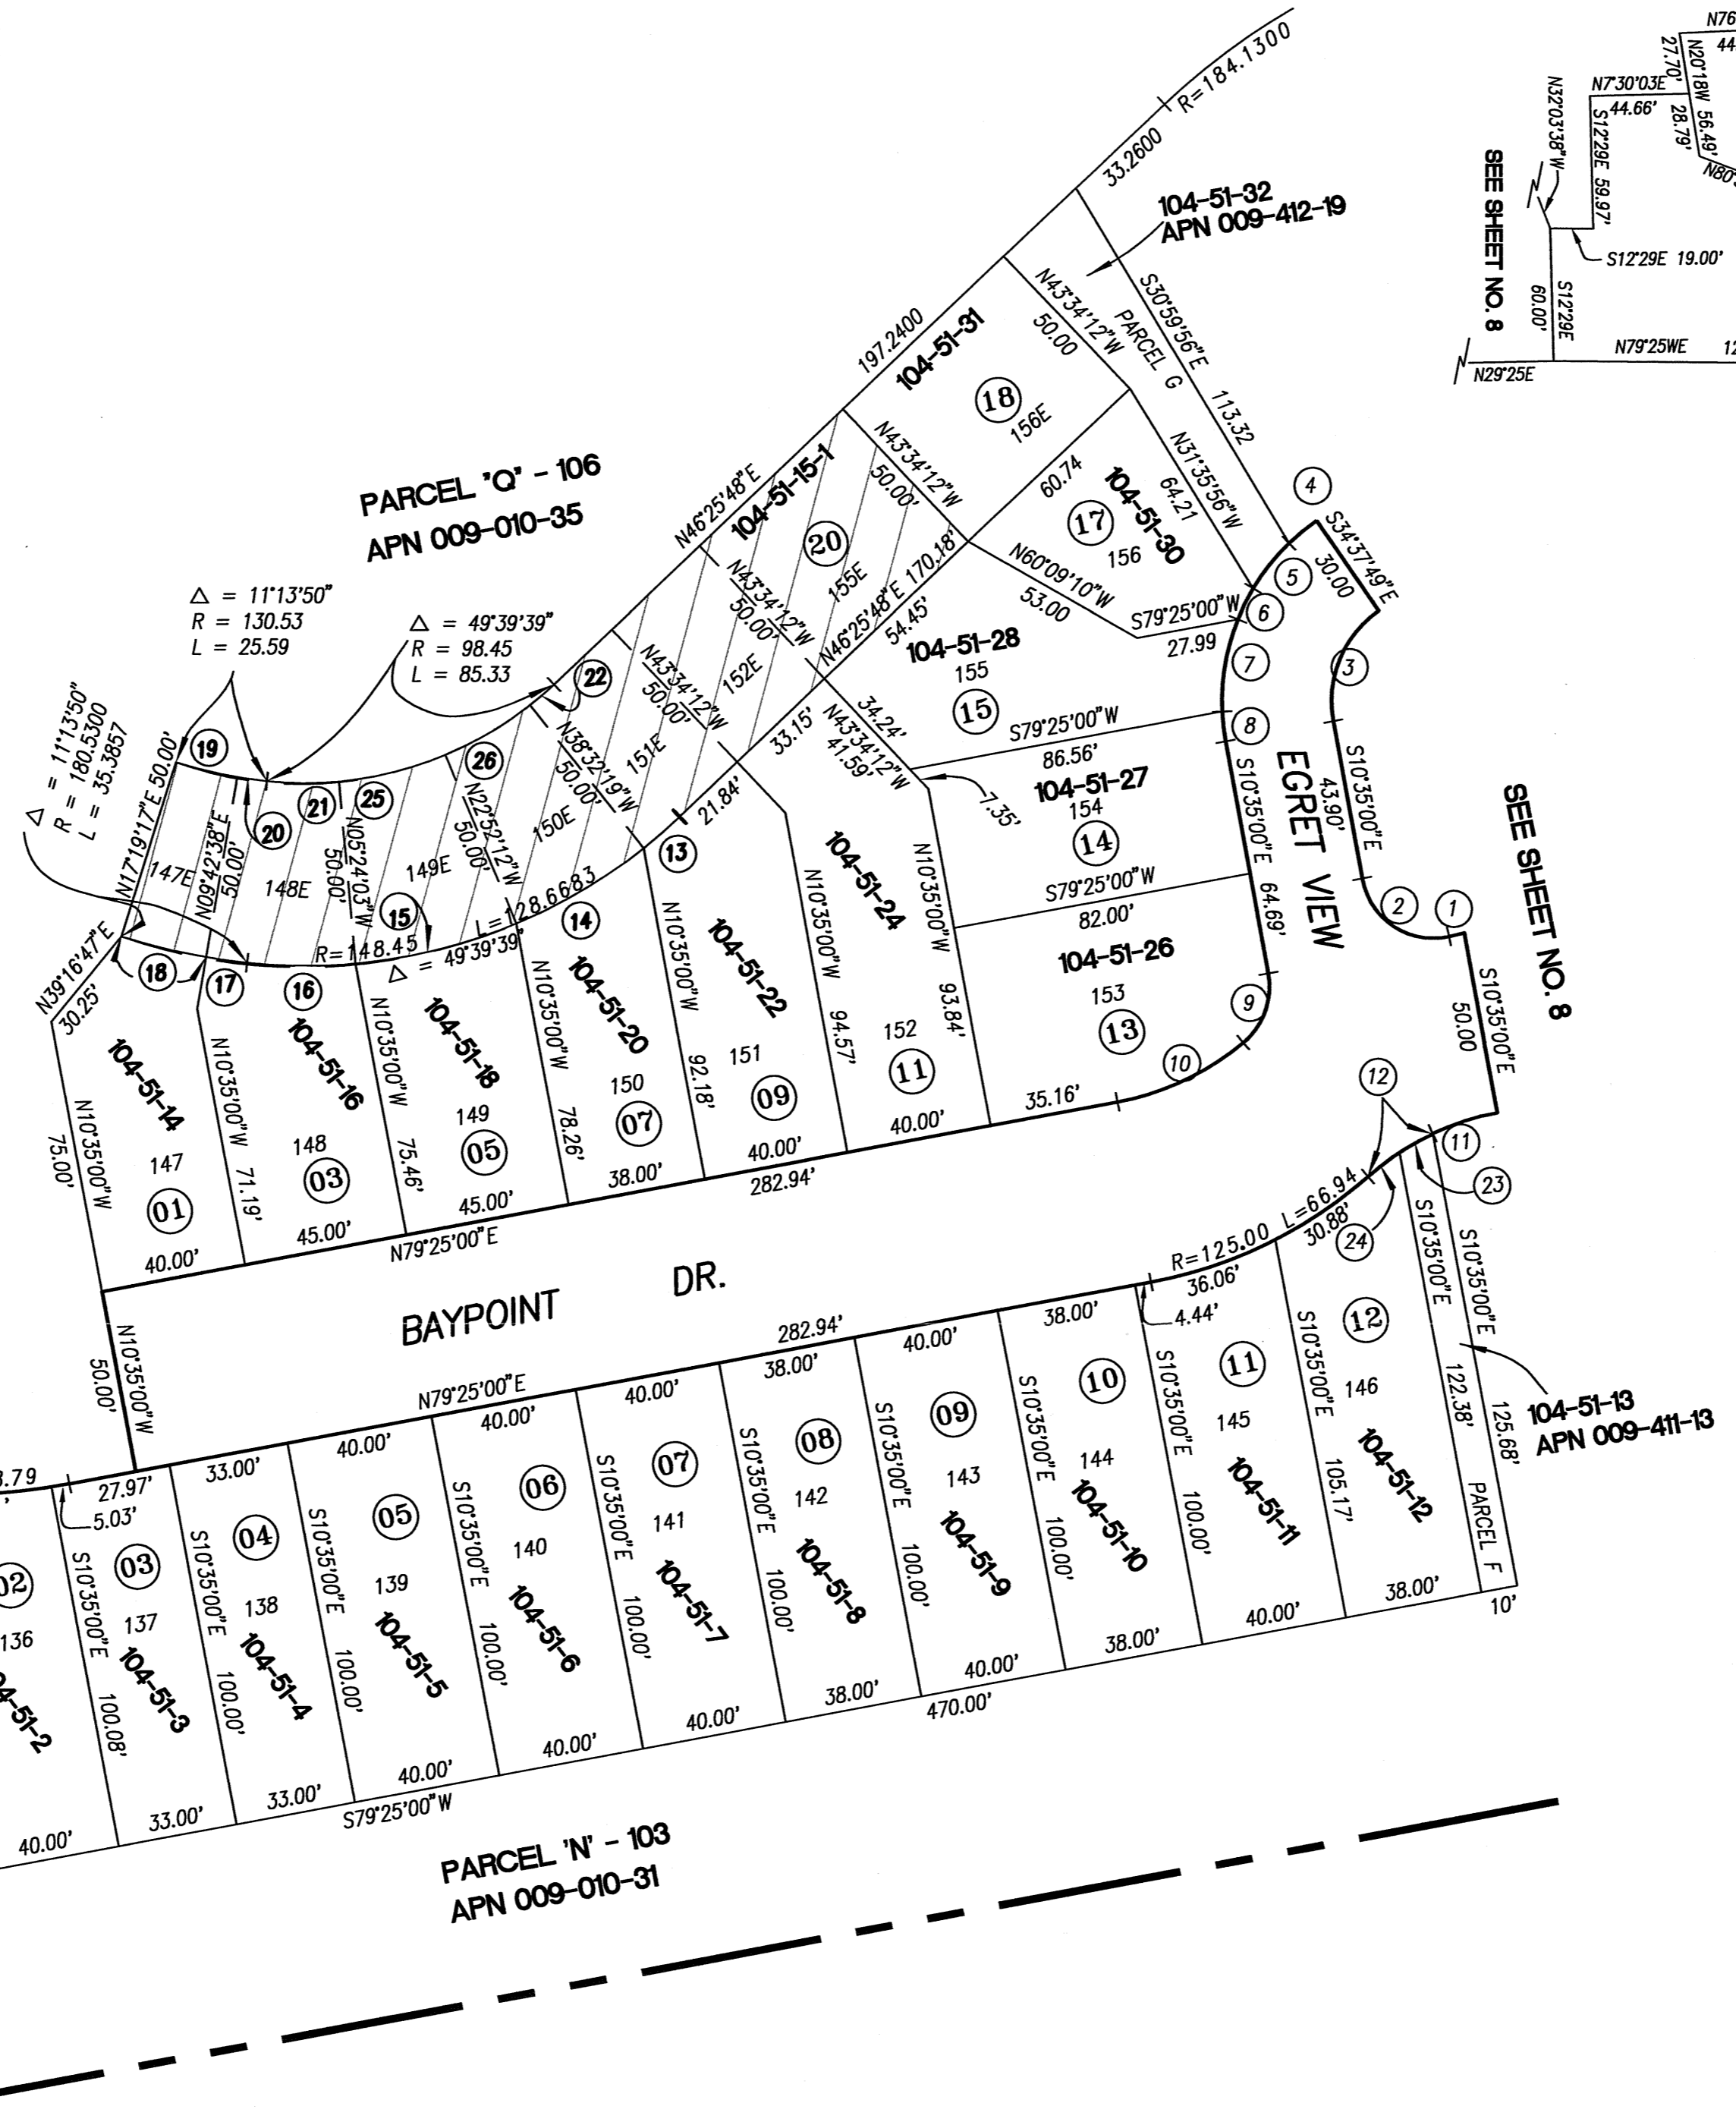 R=184.1300
33.2600
104-51-32
APN 009-412-19
197.2400
N43°34'12"W
50.00
PARCEL G
S30°59'56"E
113.32
104-51-31
18
156E
N76
44
27.70'
N20°18W 56.49'
28.79'
N80°
N7°30'03E
44.66'
N32°03'38"W
S12°29E 59.97'
S12°29E 19.00'
SEE SHEET NO. 8
60.00'
S12°29E
N79°25WE
12
N29°25E
PARCEL 'Q' - 106
APN 009-010-35
N46°25'48"E
104-51-15-1
N43°34'12"W
50.00'
20
155E
60.74
17
104-51-30
156
N31°35'56"W
64.21
4
S34°37'49"E
30.00
5
6
N60°09'10"W
53.00
S79°25'00"W
27.99
7
3
8
N43°34'12"W
50.00'
152E
N46°25'48"E 170.18'
54.45'
104-51-28
155
15
S79°25'00"W
86.56'
34.24'
N43°34'12"W
41.59'
7.35'
104-51-27
154
14
S79°25'00"W
82.00'
△ = 11°13'50"
R = 130.53
L = 25.59
△ = 49°39'39"
R = 98.45
L = 85.33
22
N43°34'12"W
50.00'
151E
33.15'
21.84'
13
△ = 11°13'50"
R = 180.5300
L = 35.3857
19
N17°19'17"E 50.00'
147E
N09°42'38"E
50.00'
20
21
25
26
148E
N05°24'03"W
50.00'
149E
N22°52'12"W
50.00'
150E
N38°32'19"W
50.00'
15
14
L=128.6683
R=148.45
△ = 49°39'39"
N39°16'47"E
30.25'
18
17
16
EGRET VIEW
S10°35'00"E
43.90'
S10°35'00"E
64.69'
2
1
SEE SHEET NO. 8
S10°35'00"E
50.00
9
10
104-51-26
153
13
35.16'
104-51-24
N10°35'00"W
93.84'
152
11
40.00'
N10°35'00"W
94.57'
104-51-22
151
09
40.00'
N10°35'00"W
92.18'
104-51-20
150
07
38.00'
N10°35'00"W
78.26'
104-51-18
149
05
45.00'
N10°35'00"W
75.46'
104-51-16
148
03
45.00'
N10°35'00"W
71.19'
104-51-14
147
01
40.00'
N10°35'00"W
75.00'
282.94'
N79°25'00"E
BAYPOINT DR.
N10°35'00"W
50.00'
12
11
23
24
L=66.94
30.88'
R=125.00
36.06'
4.44'
282.94'
N79°25'00"E
38.00'
40.00'
38.00'
40.00'
40.00'
40.00'
33.00'
27.97'
5.03'
3.79
02
136
04-51-2
40.00'
S10°35'00"E
100.08'
03
137
104-51-3
33.00'
S10°35'00"E
100.00'
04
138
104-51-4
33.00'
S10°35'00"E
100.00'
05
139
104-51-5
40.00'
S10°35'00"E
100.00'
06
140
104-51-6
40.00'
S10°35'00"E
100.00'
07
141
104-51-7
40.00'
S10°35'00"E
100.00'
08
142
104-51-8
38.00'
S10°35'00"E
100.00'
09
143
104-51-9
40.00'
S10°35'00"E
100.00'
10
144
104-51-10
38.00'
S10°35'00"E
100.00'
11
145
104-51-11
40.00'
S10°35'00"E
105.17'
12
146
104-51-12
38.00'
S10°35'00"E
122.38'
S10°35'00"E
125.68'
PARCEL F
10'
104-51-13
APN 009-411-13
470.00'
S79°25'00"W
PARCEL 'N' - 103
APN 009-010-31